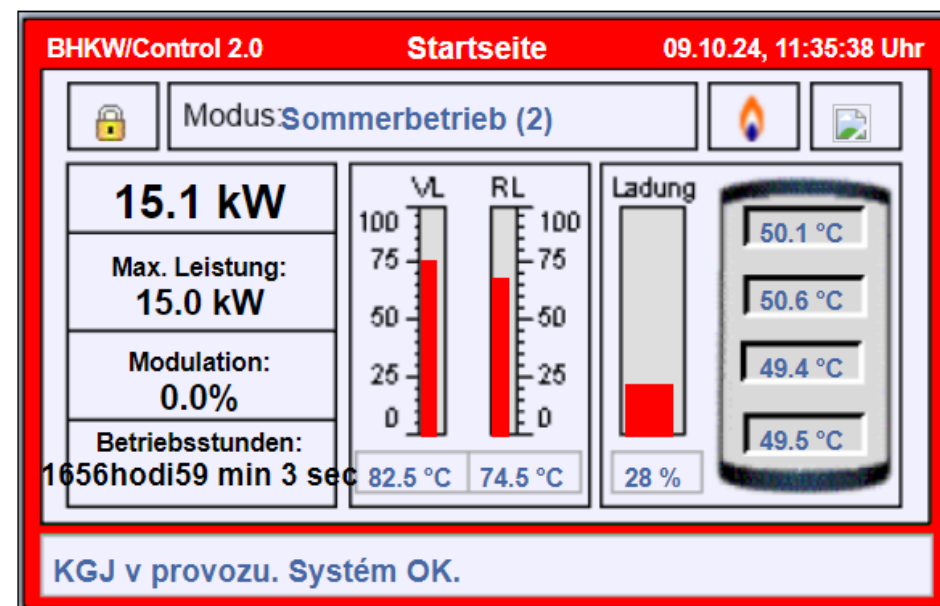 BHKW/Control 2.0 Startseite 09.10.24, 11:35:38 Uhr
Modus: Sommerbetrieb (2)
15.1 kW
Max. Leistung:
15.0 kW
Modulation:
0.0%
Betriebsstunden:
1656hodi59 min 3 sec
VL RL
100 100
75 75
50 50
25 25
0 0
82.5 °C 74.5 °C
Ladung
28 %
50.1 °C
50.6 °C
49.4 °C
49.5 °C
KGJ v provozu. Systém OK.